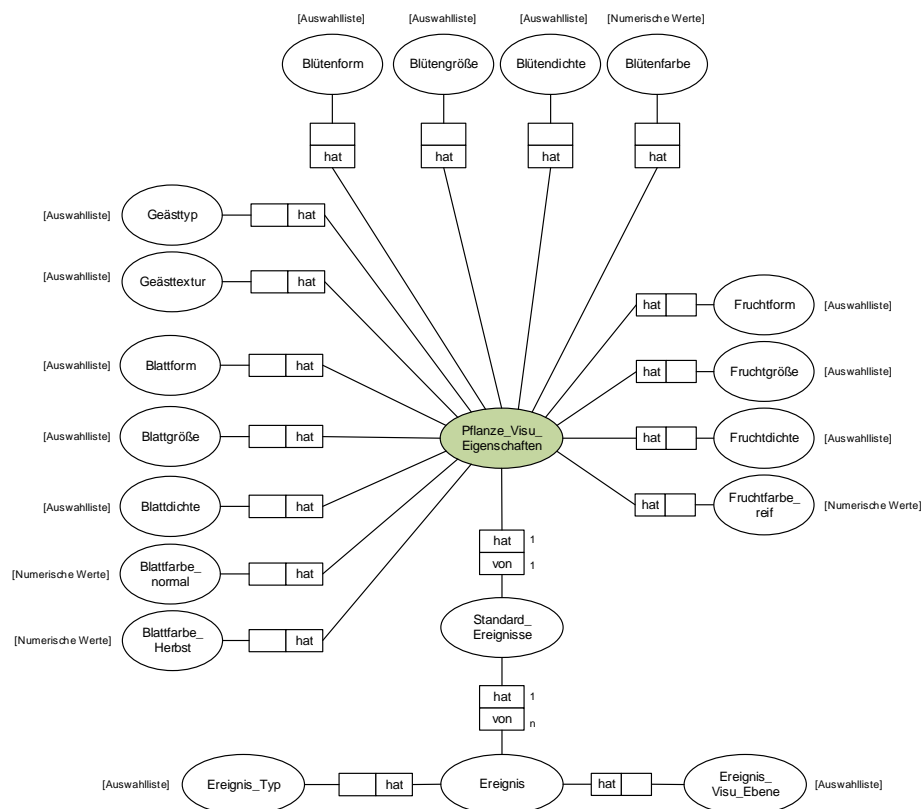 [Auswahlliste] [Auswahlliste] [Auswahlliste] [Numerische Werte]
Blütenform Blütengröße Blütendichte Blütenfarbe
hat hat hat hat
[Auswahlliste] Geästtyp hat
[Auswahlliste] Geästtextur hat
hat Fruchtform [Auswahlliste]
[Auswahlliste] Blattform hat
hat Fruchtgröße [Auswahlliste]
Pflanze_Visu_
Eigenschaften
[Auswahlliste] Blattgröße hat
hat Fruchtdichte [Auswahlliste]
[Auswahlliste] Blattdichte hat
hat Fruchtfarbe_
reif [Numerische Werte]
hat 1
von 1
[Numerische Werte] Blattfarbe_
normal hat
Standard_
Ereignisse
[Numerische Werte] Blattfarbe_
Herbst hat
hat 1
von n
[Auswahlliste] Ereignis_Typ hat Ereignis hat Ereignis_
Visu_Ebene [Auswahlliste]